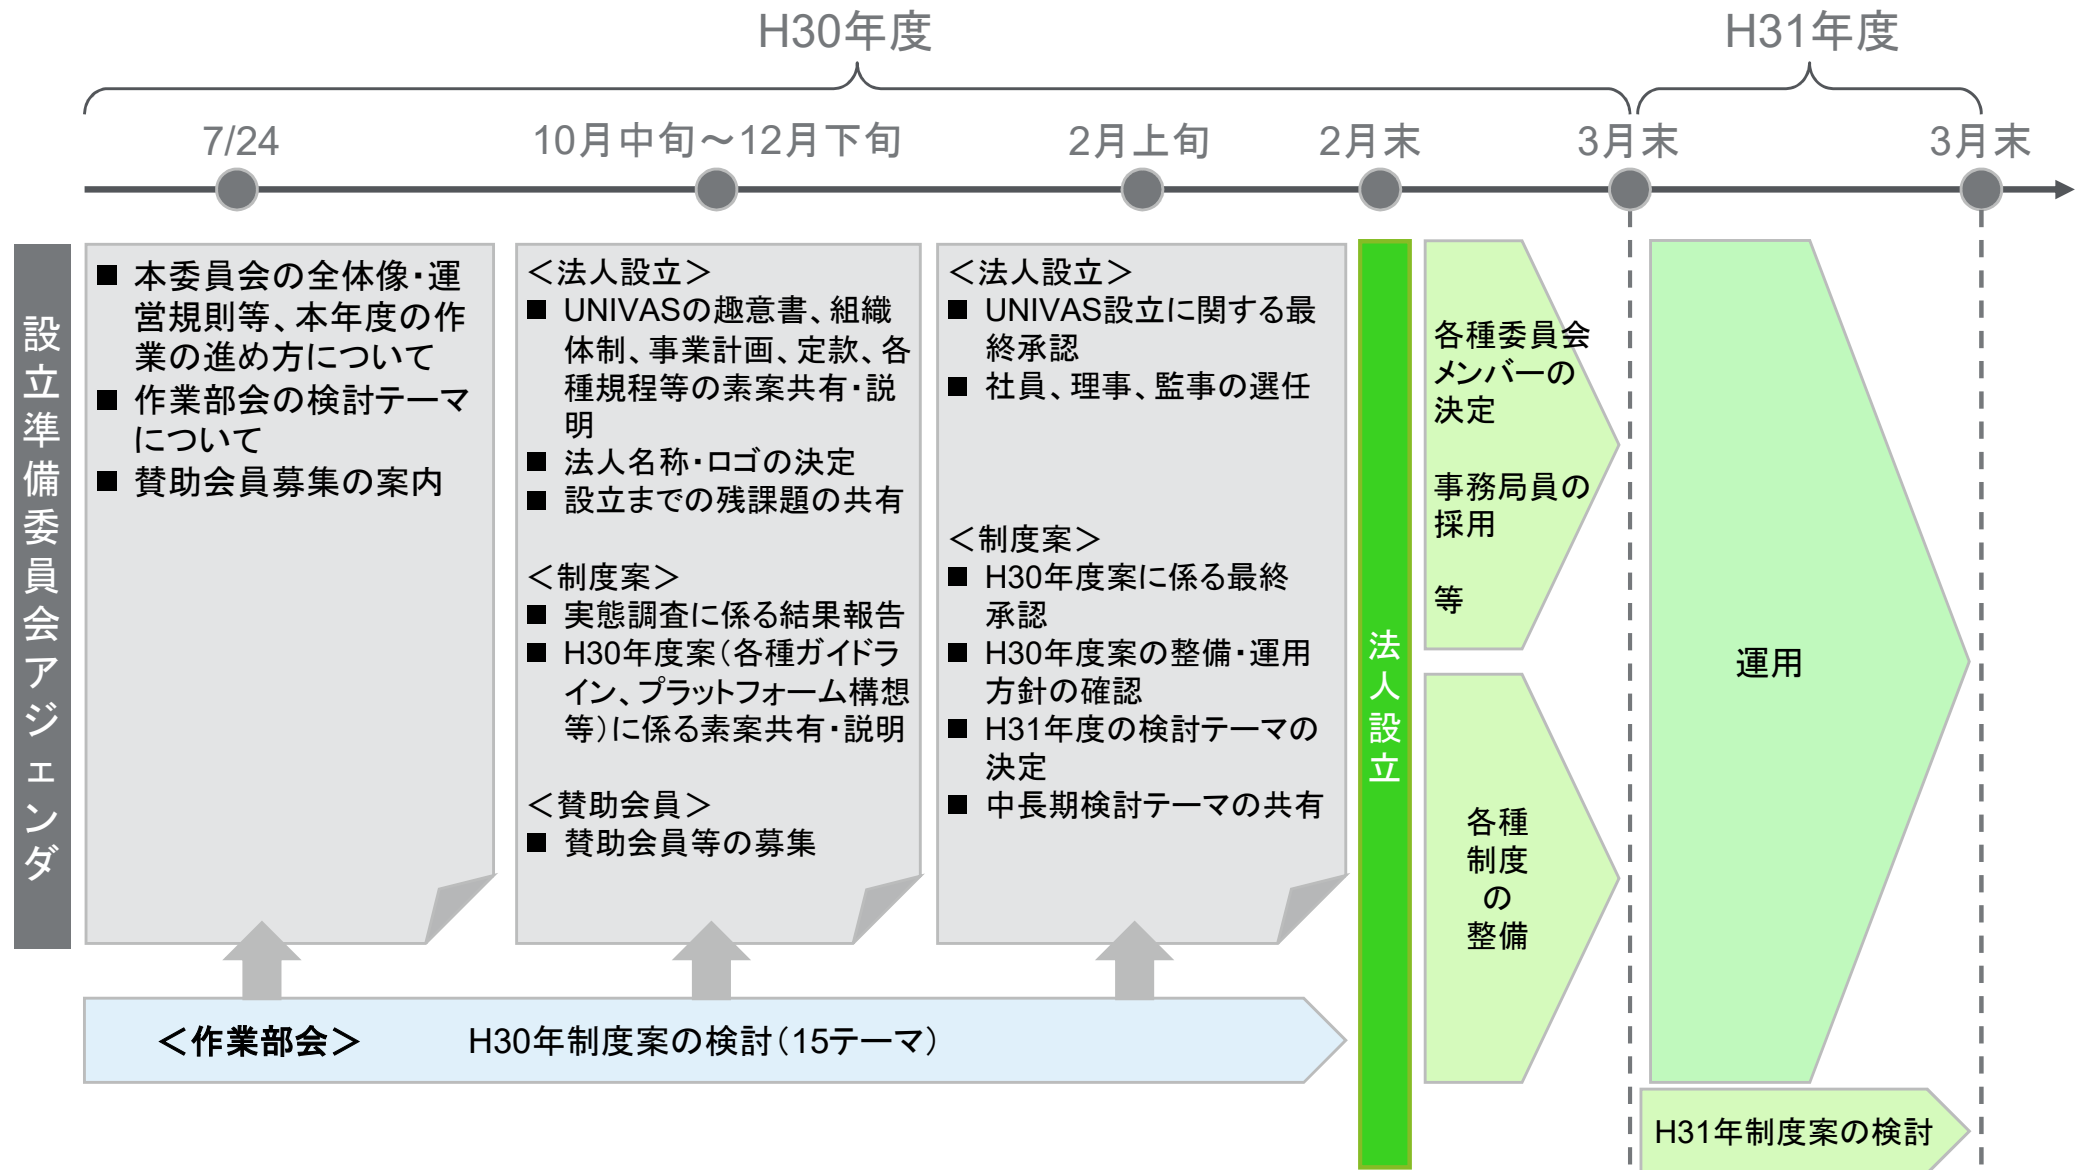 H30年度
H31年度
7/24
10月中旬～12月下旬
2月上旬
2月末
3月末
3月末
設立準備委員会アジェンダ
■ 本委員会の全体像・運
営規則等、本年度の作
業の進め方について
■ 作業部会の検討テーマ
について
■ 賛助会員募集の案内
＜法人設立＞
■ UNIVASの趣意書、組織
体制、事業計画、定款、各
種規程等の素案共有・説
明
■ 法人名称・ロゴの決定
■ 設立までの残課題の共有
＜制度案＞
■ 実態調査に係る結果報告
■ H30年度案（各種ガイドラ
イン、プラットフォーム構想
等）に係る素案共有・説明
＜賛助会員＞
■ 賛助会員等の募集
＜法人設立＞
■ UNIVAS設立に関する最
終承認
■ 社員、理事、監事の選任
＜制度案＞
■ H30年度案に係る最終
承認
■ H30年度案の整備・運用
方針の確認
■ H31年度の検討テーマの
決定
■ 中長期検討テーマの共有
法人設立
各種委員会
メンバーの
決定
事務局員の
採用
等
各種
制度
の
整備
運用
＜作業部会＞ H30年制度案の検討（15テーマ）
H31年制度案の検討